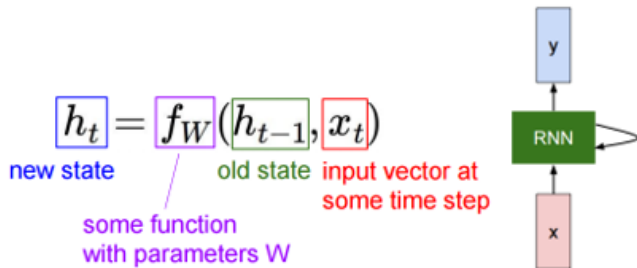 h_t = f_W(h_{t-1}, x_t)
new state
old state
input vector at
some time step
some function
with parameters W
y
RNN
x